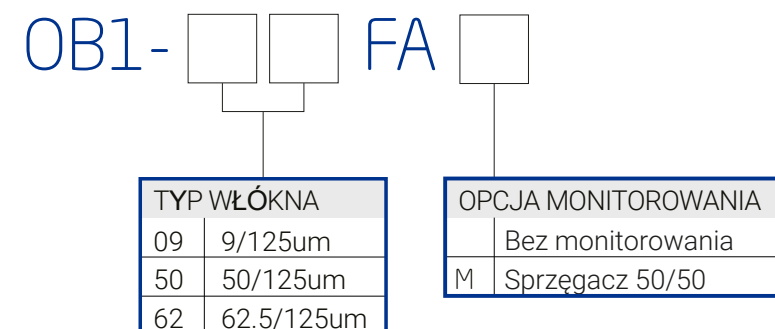 OB1- FA
TYP WŁÓKNA
09 9/125um
50 50/125um
62 62.5/125um
OPCJA MONITOROWANIA
Bez monitorowania
M Sprzęgacz 50/50